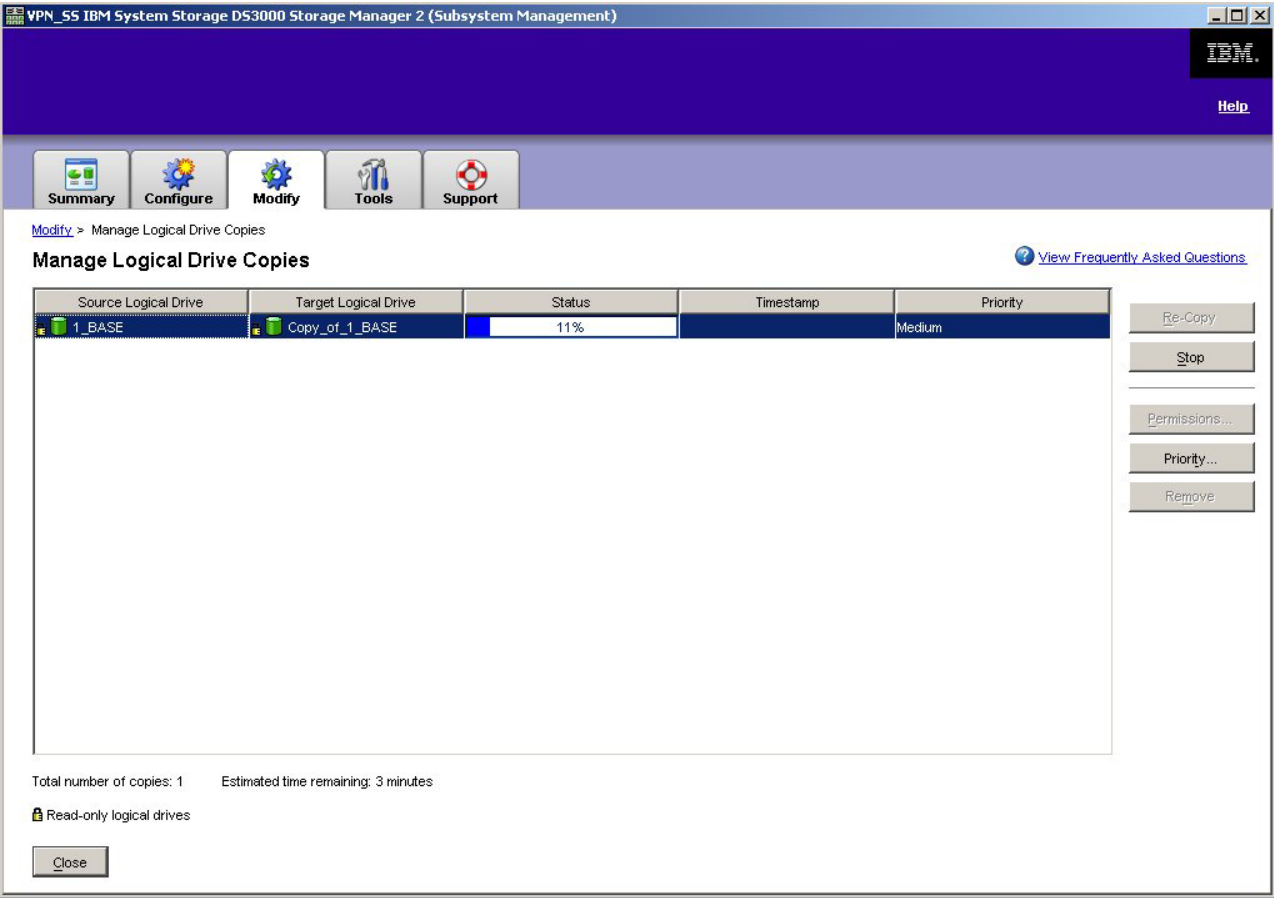 VPN_SS IBM System Storage DS3000 Storage Manager 2 (Subsystem Management)
IBM.
Help
Summary Configure Modify Tools Support
Modify > Manage Logical Drive Copies
Manage Logical Drive Copies
? View Frequently Asked Questions
Source Logical Drive Target Logical Drive Status Timestamp Priority
1_BASE Copy_of_1_BASE 11% Medium
Re-Copy
Stop
Permissions...
Priority...
Remove
Total number of copies: 1 Estimated time remaining: 3 minutes
Read-only logical drives
Close